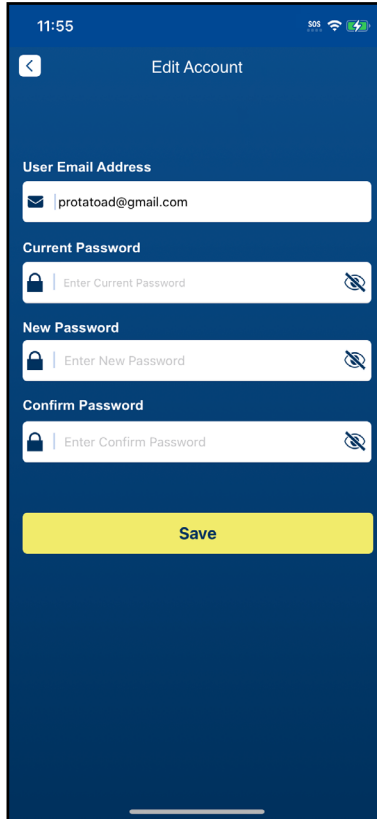 11:55
SOS
Edit Account
User Email Address
protatoad@gmail.com
Current Password
Enter Current Password
New Password
Enter New Password
Confirm Password
Enter Confirm Password
Save